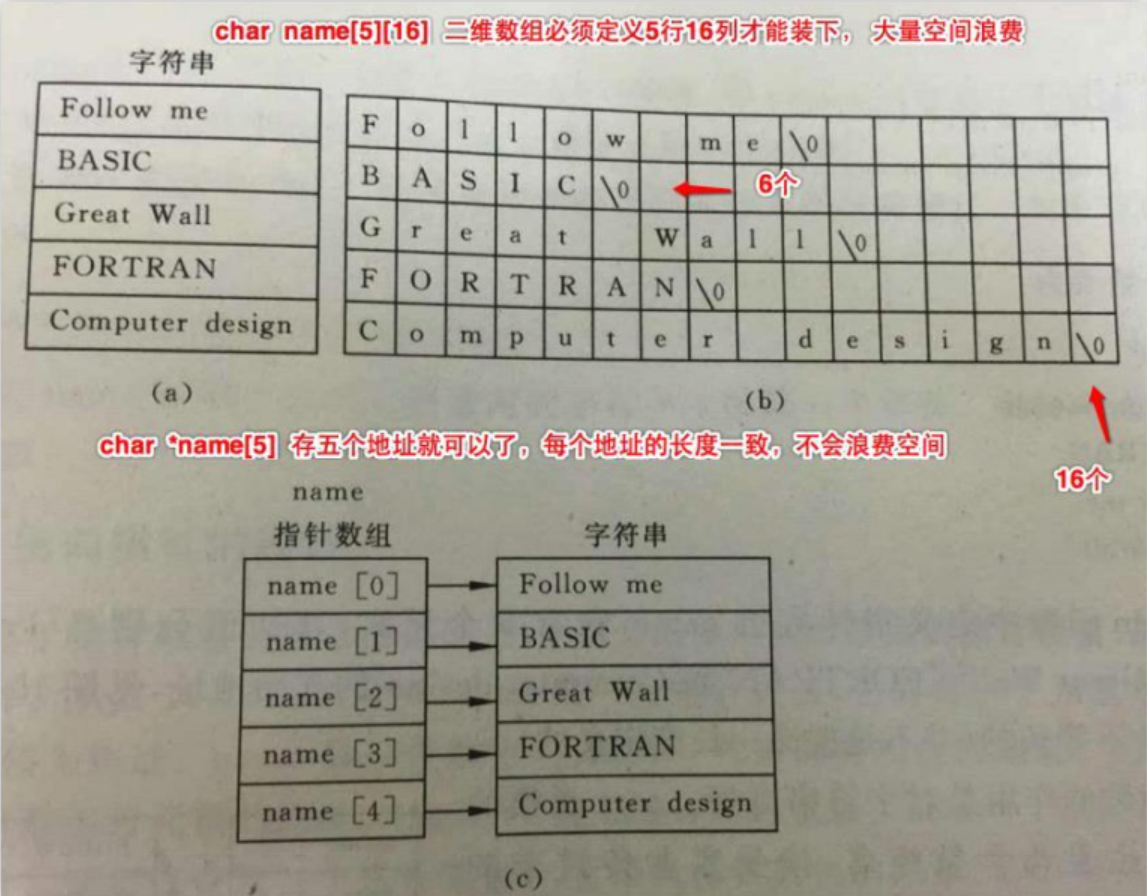 char name[5][16] 二维数组必须定义5行16列才能装下，大量空间浪费
字符串
Follow me
BASIC
Great Wall
FORTRAN
Computer design
F o l l o w m e \0
B A S I C \0
6个
G r e a t W a l l \0
F O R T R A N \0
C o m p u t e r d e s i g n \0
(a)
(b)
char *name[5] 存五个地址就可以了，每个地址的长度一致，不会浪费空间
16个
name
指针数组
字符串
name [0]
Follow me
name [1]
BASIC
name [2]
Great Wall
name [3]
FORTRAN
name [4]
Computer design
(c)